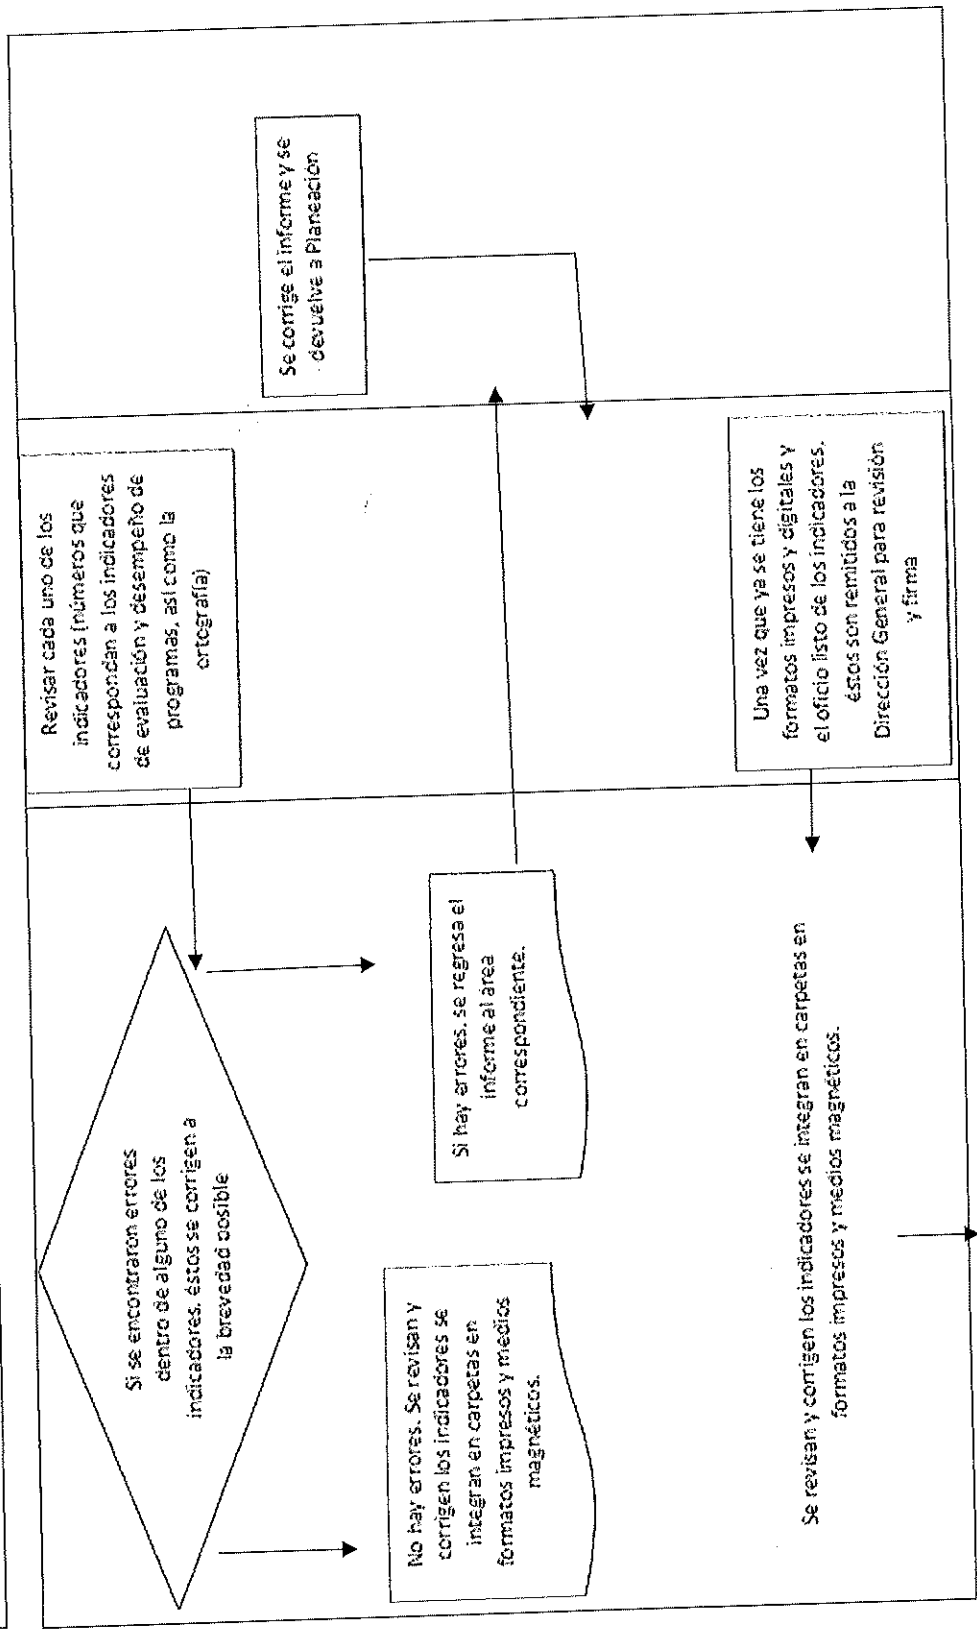 Si se encontraron errores
dentro de alguno de los
indicadores, éstos se corrigen a
la brevedad posible
Revisar cada uno de los
indicadores (números que
correspondan a los indicadores
de evaluación y desempeño de
programas, así como la
ortografía)
Se corrige el informe y se
devuelve a Planeación
No hay errores. Se revisan y
corrigen los indicadores se
integran en carpetas en
formatos impresos y medios
magnéticos.
Si hay errores, se regresa el
informe al área
correspondiente.
Se revisan y corrigen los indicadores se integran en carpetas en
formatos impresos y medios magnéticos.
Una vez que ya se tiene los
formatos impresos y digitales y
el oficio listo de los indicadores,
éstos son remitidos a la
Dirección General para revisión
y firma